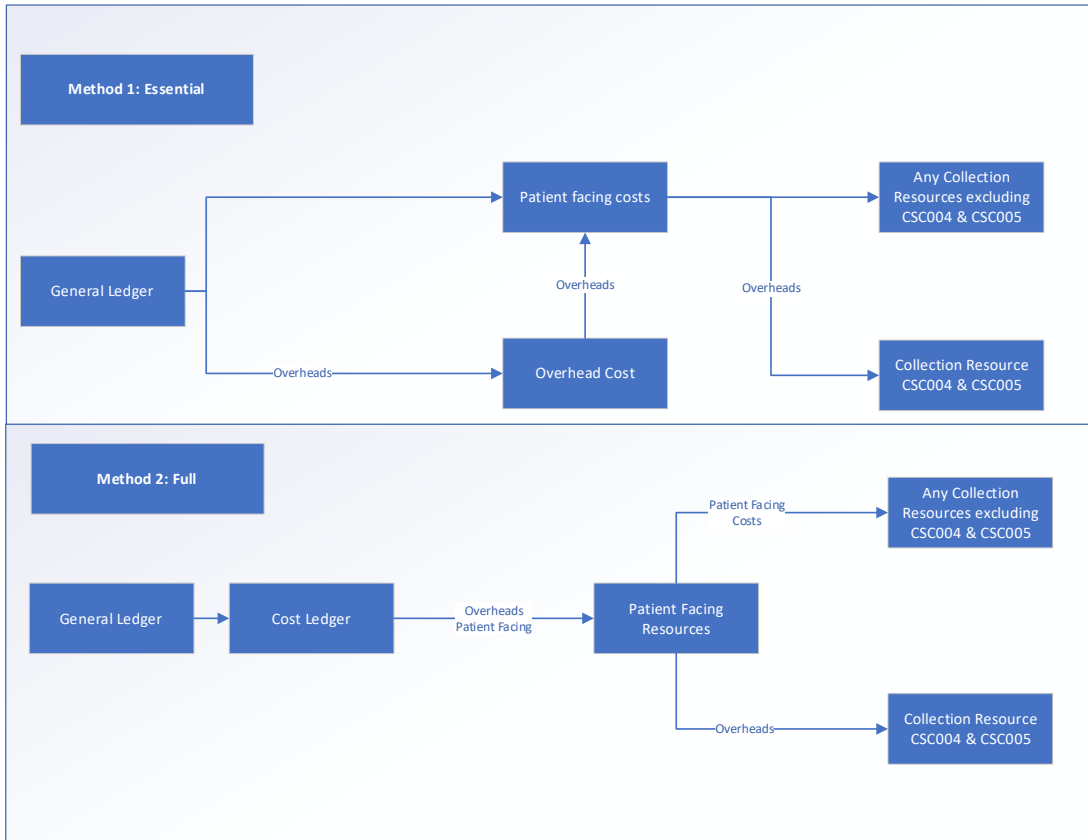 Method 1: Essential
Any Collection
Resources excluding
CSC004 & CSC005
Patient facing costs
General Ledger
Overheads
Overheads
Overheads
Overhead Cost
Collection Resource
CSC004 & CSC005
Method 2: Full
Patient Facing
Costs
Any Collection
Resources excluding
CSC004 & CSC005
General Ledger
Cost Ledger
Overheads
Patient Facing
Patient Facing
Resources
Overheads
Collection Resource
CSC004 & CSC005